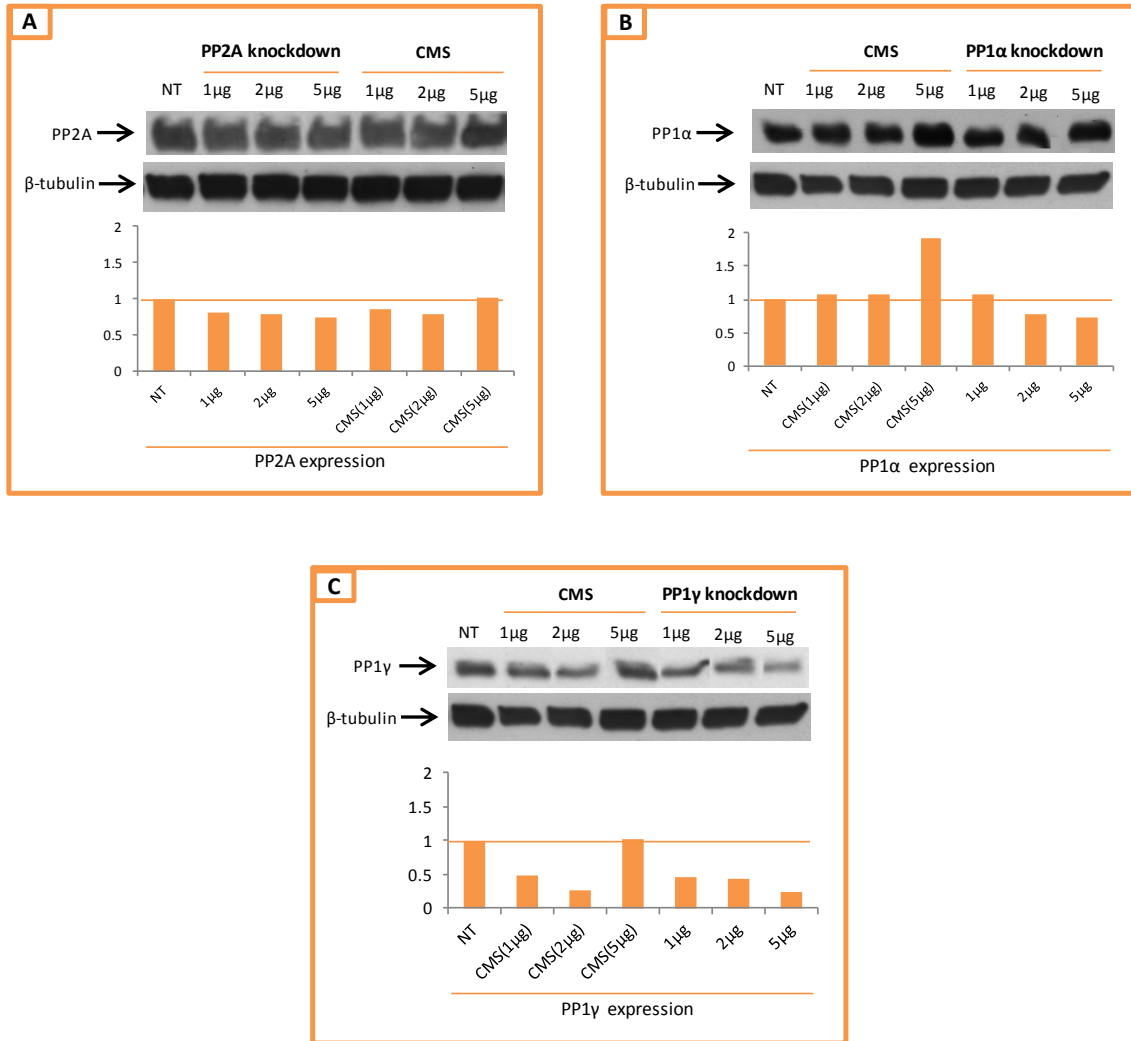 A
PP2A knockdown CMS
NT 1µg 2µg 5µg 1µg 2µg 5µg
PP2A
β-tubulin
2
1.5
1
0.5
0
NT 1µg 2µg 5µg CMS(1µg) CMS(2µg) CMS(5µg)
PP2A expression
B
CMS PP1α knockdown
NT 1µg 2µg 5µg 1µg 2µg 5µg
PP1α
β-tubulin
2
1.5
1
0.5
0
NT CMS(1µg) CMS(2µg) CMS(5µg) 1µg 2µg 5µg
PP1α expression
C
CMS PP1γ knockdown
NT 1µg 2µg 5µg 1µg 2µg 5µg
PP1γ
β-tubulin
2
1.5
1
0.5
0
NT CMS(1µg) CMS(2µg) CMS(5µg) 1µg 2µg 5µg
PP1γ expression